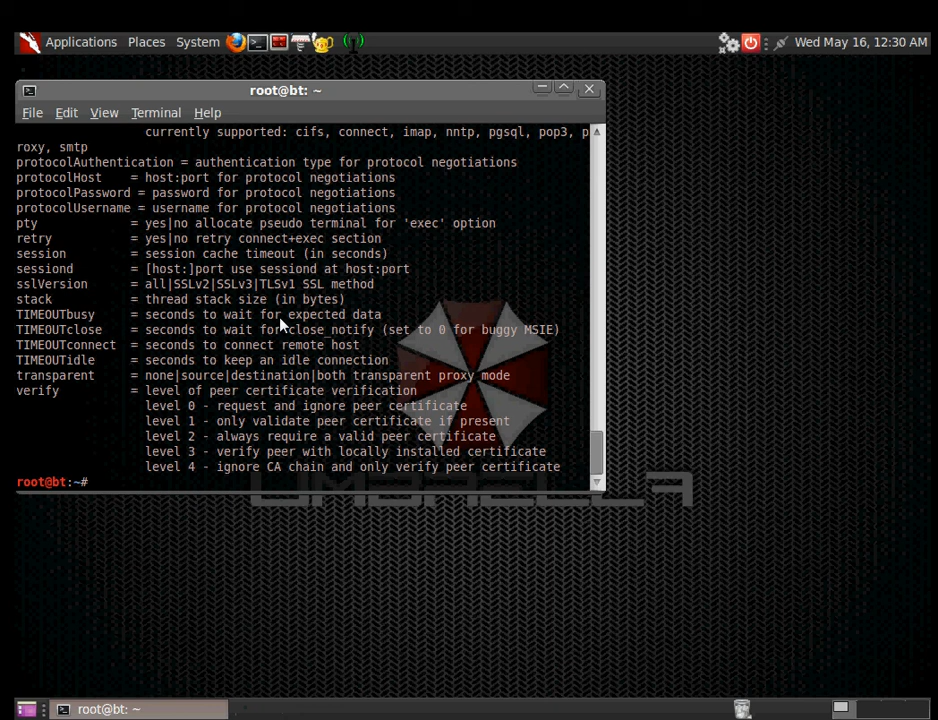 Applications Places System
Wed May 16, 12:30 AM
root@bt: ~
File Edit View Terminal Help
currently supported: cifs, connect, imap, nntp, pgsql, pop3, p
roxy, smtp
protocolAuthentication = authentication type for protocol negotiations
protocolHost = host:port for protocol negotiations
protocolPassword = password for protocol negotiations
protocolUsername = username for protocol negotiations
pty = yes|no allocate pseudo terminal for 'exec' option
retry = yes|no retry connect+exec section
session = session cache timeout (in seconds)
sessiond = [host:]port use sessiond at host:port
sslVersion = all|SSLv2|SSLv3|TLSv1 SSL method
stack = thread stack size (in bytes)
TIMEOUTbusy = seconds to wait for expected data
TIMEOUTclose = seconds to wait for close_notify (set to 0 for buggy MSIE)
TIMEOUTconnect = seconds to connect remote host
TIMEOUTidle = seconds to keep an idle connection
transparent = none|source|destination|both transparent proxy mode
verify = level of peer certificate verification
level 0 - request and ignore peer certificate
level 1 - only validate peer certificate if present
level 2 - always require a valid peer certificate
level 3 - verify peer with locally installed certificate
level 4 - ignore CA chain and only verify peer certificate
root@bt:~#
UMBRELLA
root@bt: ~